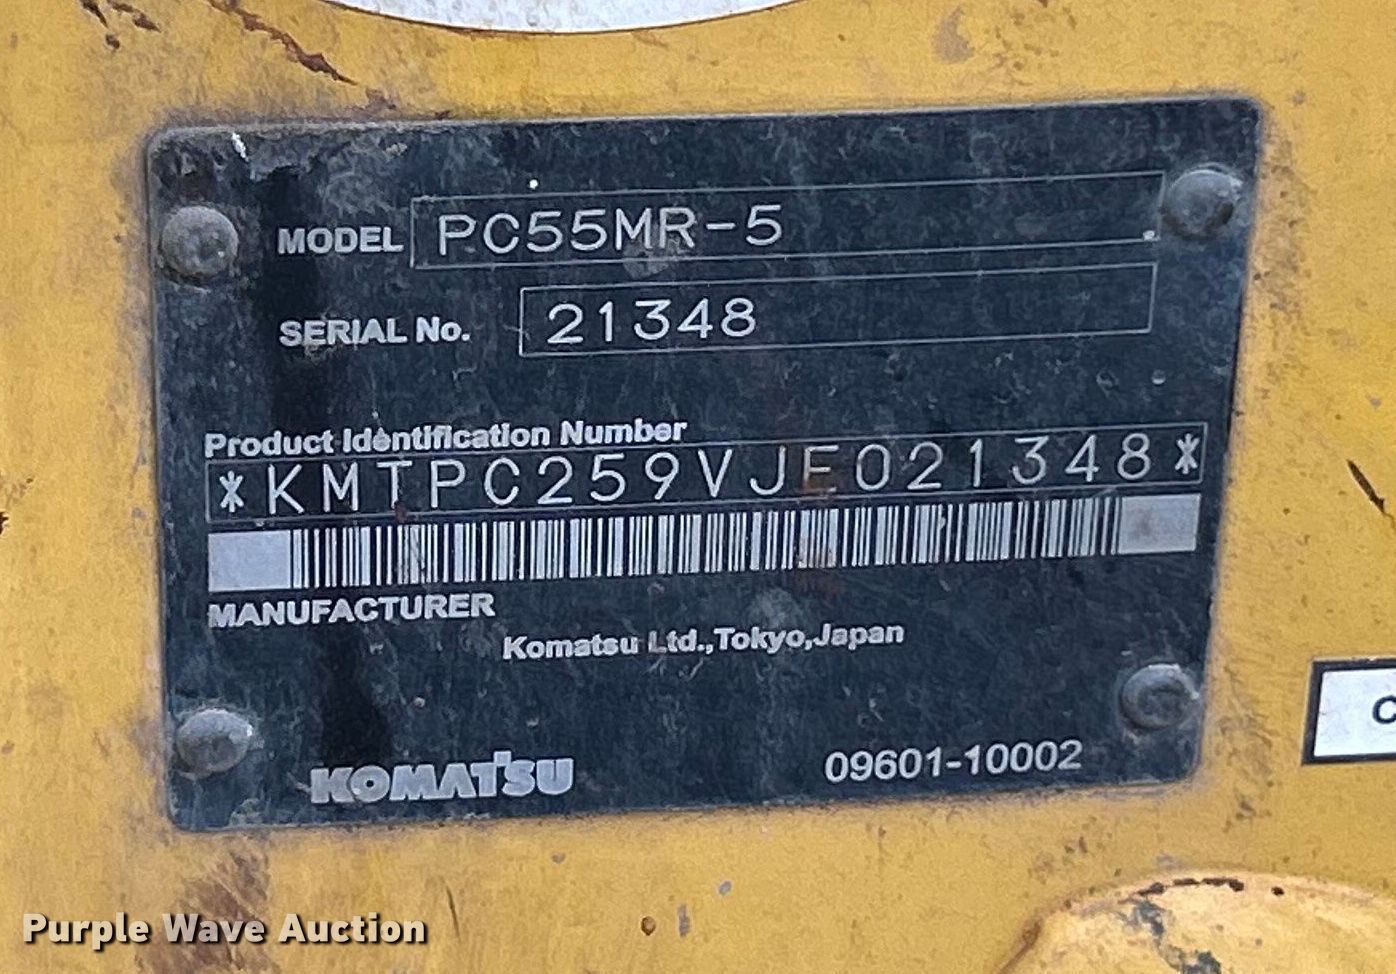 MODEL PC55MR-5
SERIAL No. 21348
Product Identification Number
*KMTPC259VJE021348*
MANUFACTURER
Komatsu Ltd.,Tokyo,Japan
KOMATSU 09601-10002
C
Purple Wave Auction